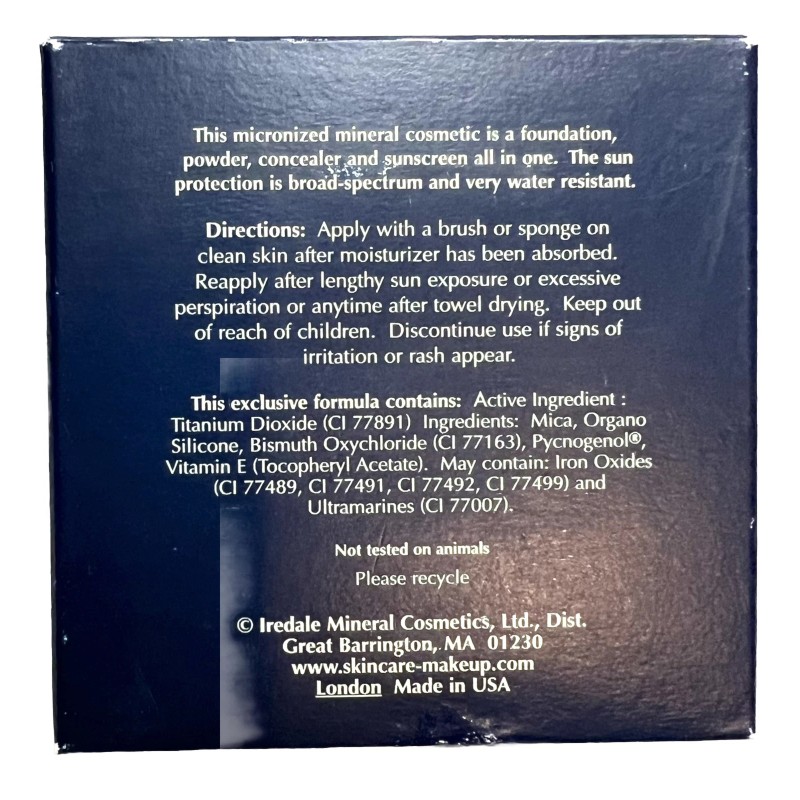 This micronized mineral cosmetic is a foundation,
powder, concealer and sunscreen all in one. The sun
protection is broad-spectrum and very water resistant.
Directions: Apply with a brush or sponge on
clean skin after moisturizer has been absorbed.
Reapply after lengthy sun exposure or excessive
perspiration or anytime after towel drying. Keep out
of reach of children. Discontinue use if signs of
irritation or rash appear.
This exclusive formula contains: Active Ingredient :
Titanium Dioxide (CI 77891) Ingredients: Mica, Organo
Silicone, Bismuth Oxychloride (CI 77163), Pycnogenol®,
Vitamin E (Tocopheryl Acetate). May contain: Iron Oxides
(CI 77489, CI 77491, CI 77492, CI 77499) and
Ultramarines (CI 77007).
Not tested on animals
Please recycle
© Iredale Mineral Cosmetics, Ltd., Dist.
Great Barrington, MA 01230
www.skincare-makeup.com
London Made in USA